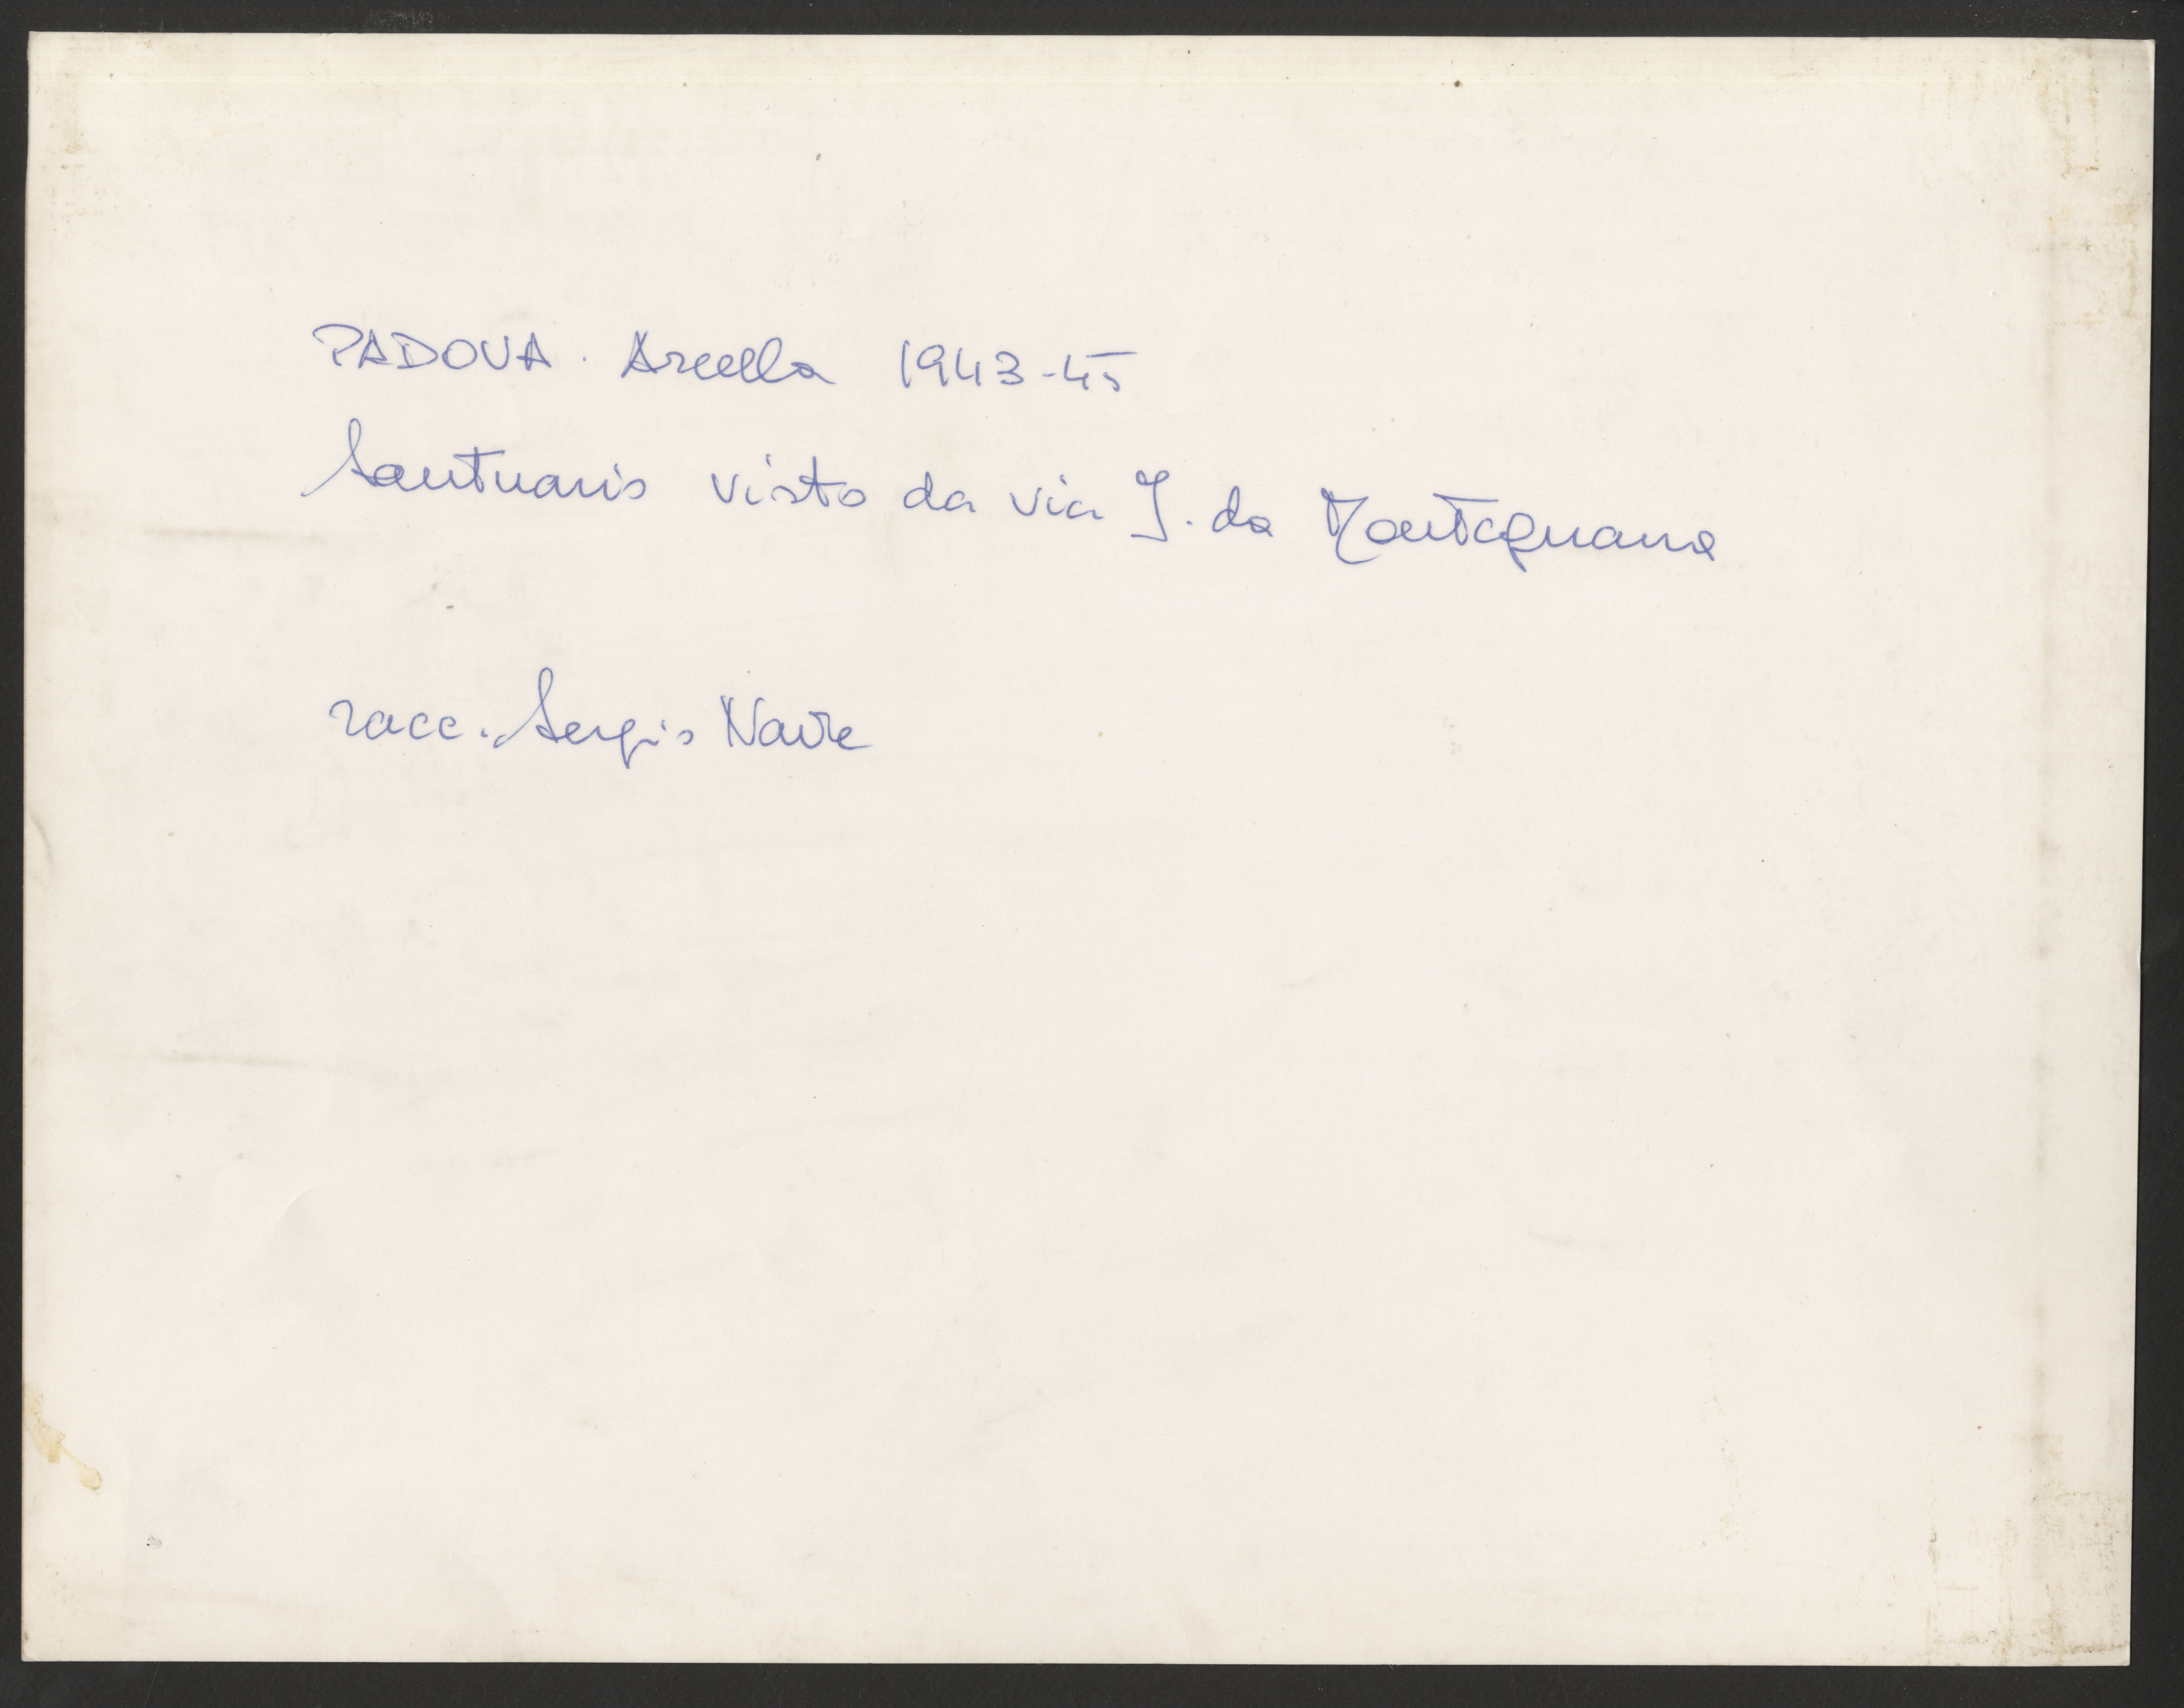 PADOVA. Arcella 1943-45
Santuario visto da via J. da Montagnana
racc. Sergio Nave